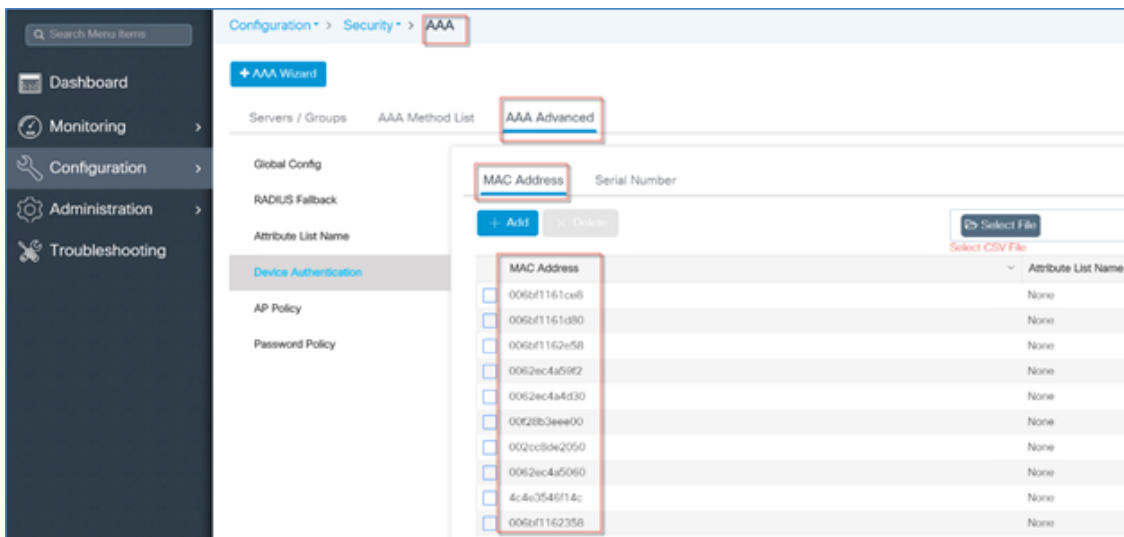 Search Menu Items
Dashboard
Monitoring
Configuration
Administration
Troubleshooting
Configuration > Security > AAA
+ AAA Wizard
Servers / Groups AAA Method List AAA Advanced
Global Config
RADIUS Fallback
Attribute List Name
Device Authentication
AP Policy
Password Policy
MAC Address Serial Number
+ Add × Delete
Select File
Select CSV File
MAC Address Attribute List Name
006bf1161ce8 None
006bf1161d80 None
006bf1162e58 None
0062ec4a59f2 None
0062ec4a4d30 None
00f28b3eee00 None
002cc8de2050 None
0062ec4a5060 None
4c4e3546f14c None
006bf1162358 None